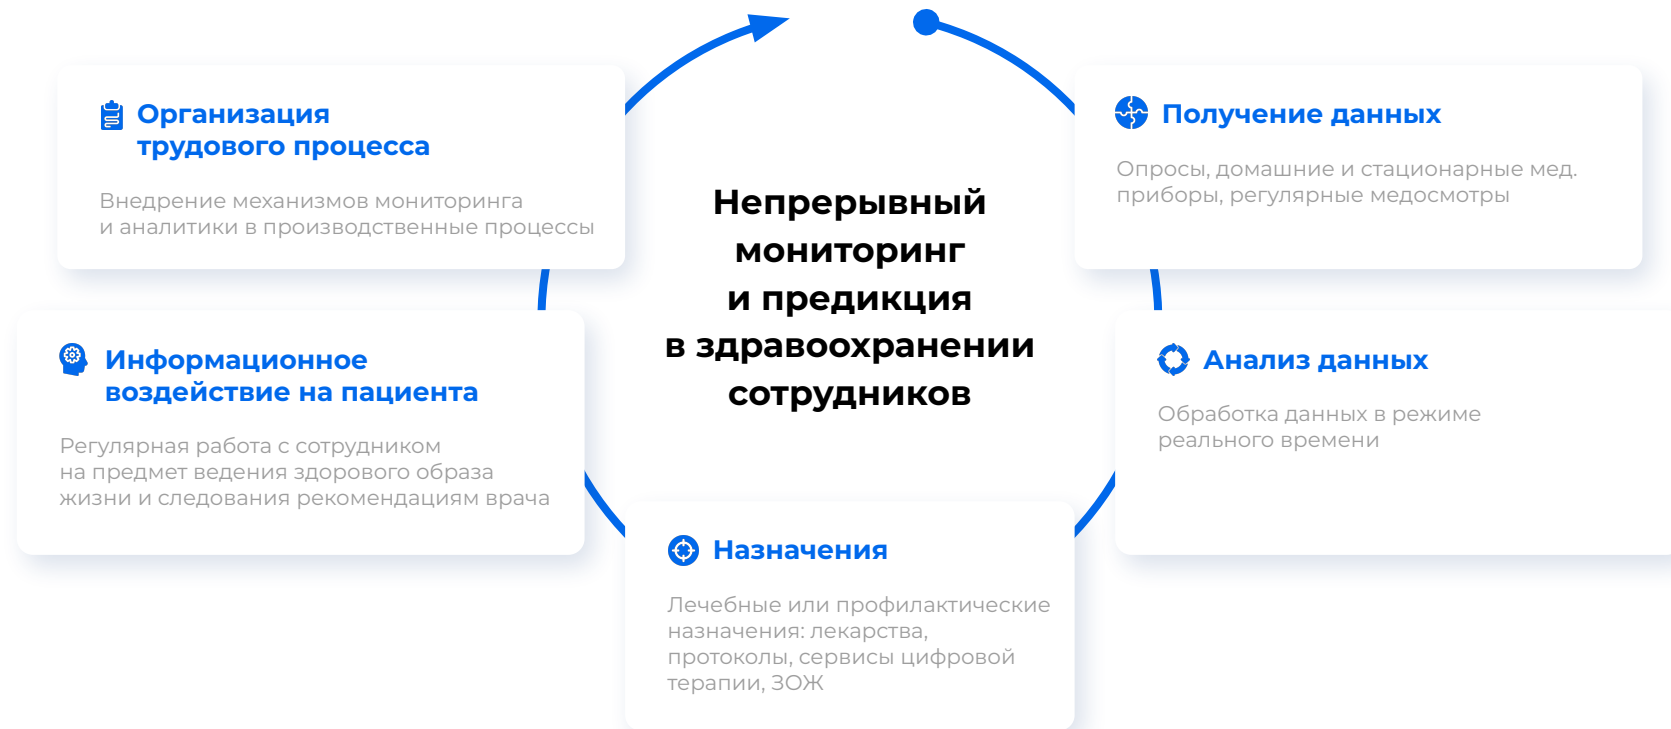 Организация
трудового процесса
Внедрение механизмов мониторинга
и аналитики в производственные процессы
Получение данных
Опросы, домашние и стационарные мед.
приборы, регулярные медосмотры
Непрерывный
мониторинг
и предикция
в здравоохранении
сотрудников
Информационное
воздействие на пациента
Регулярная работа с сотрудником
на предмет ведения здорового образа
жизни и следования рекомендациям врача
Анализ данных
Обработка данных в режиме
реального времени
Назначения
Лечебные или профилактические
назначения: лекарства,
протоколы, сервисы цифровой
терапии, ЗОЖ